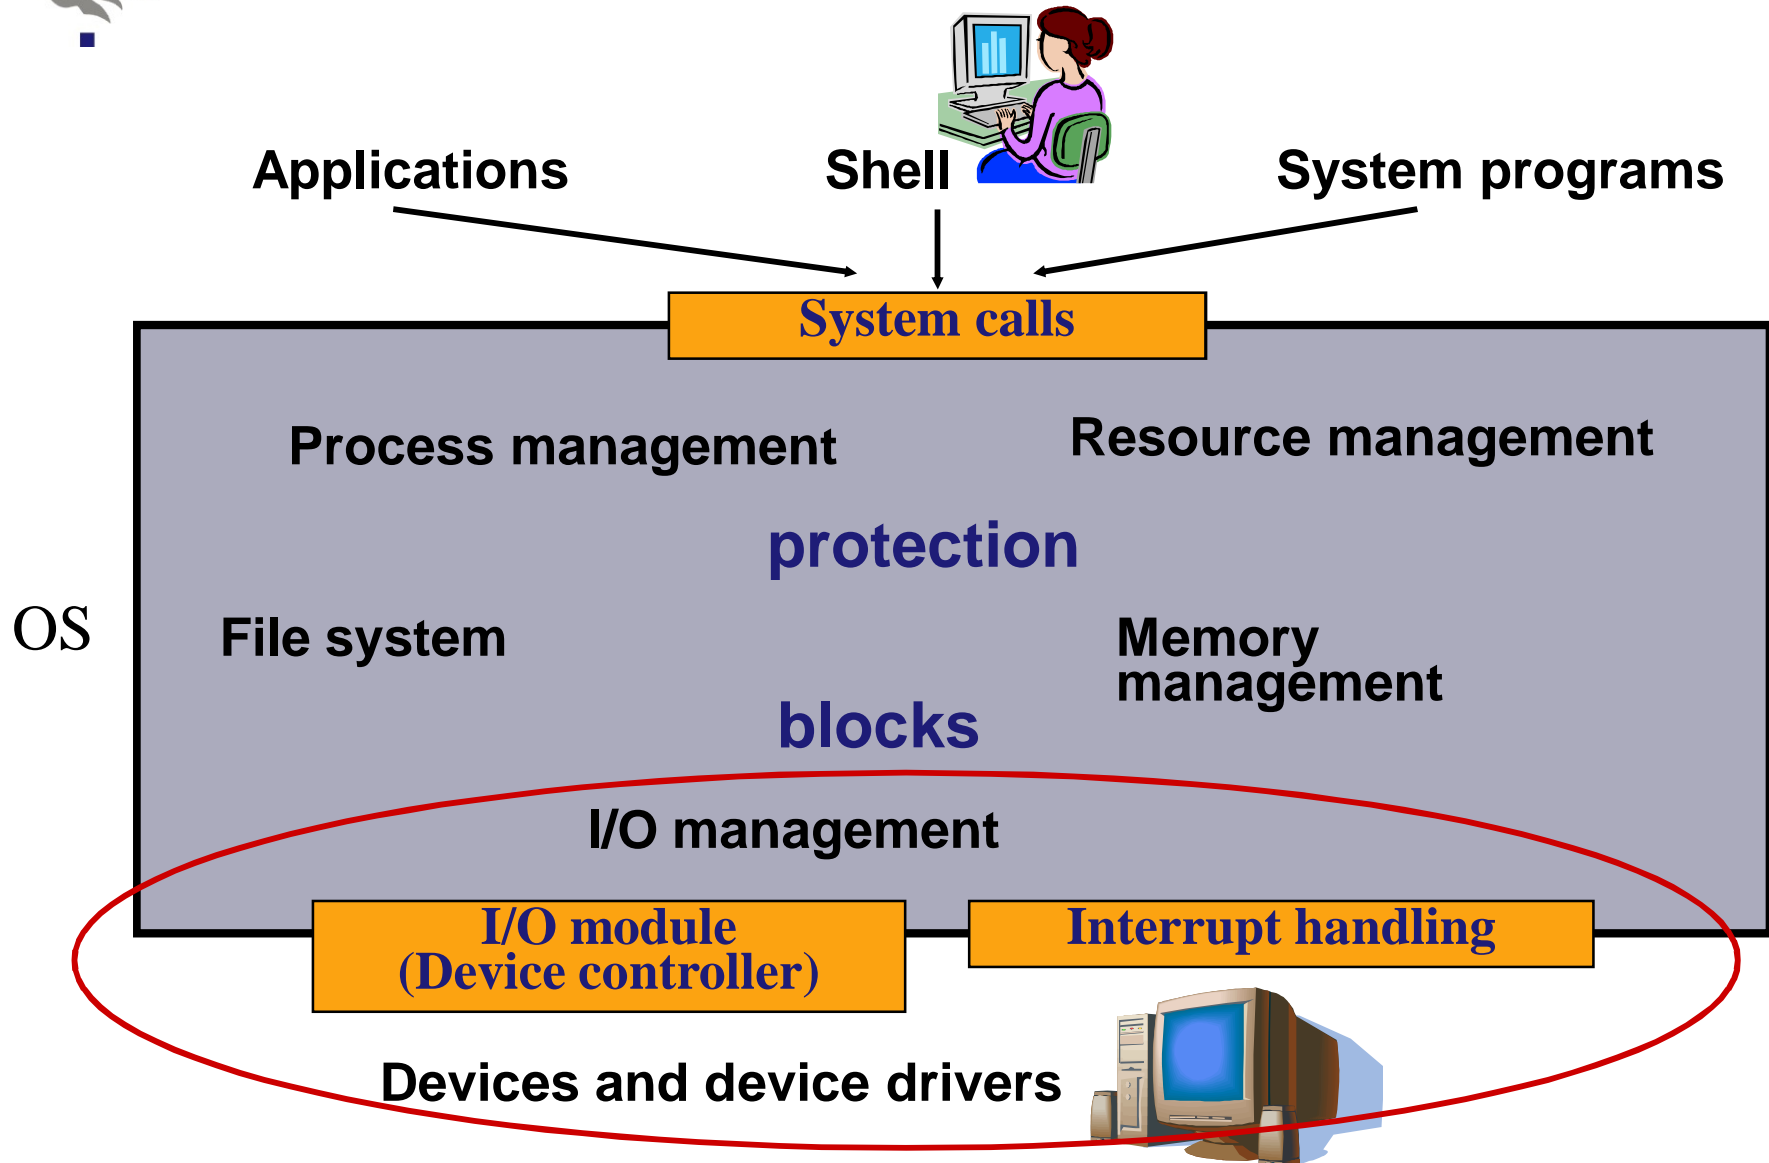 Applications
Shell
System programs
System calls
Process management
Resource management
protection
OS
File system
Memory
management
blocks
I/O management
I/O module
(Device controller)
Interrupt handling
Devices and device drivers